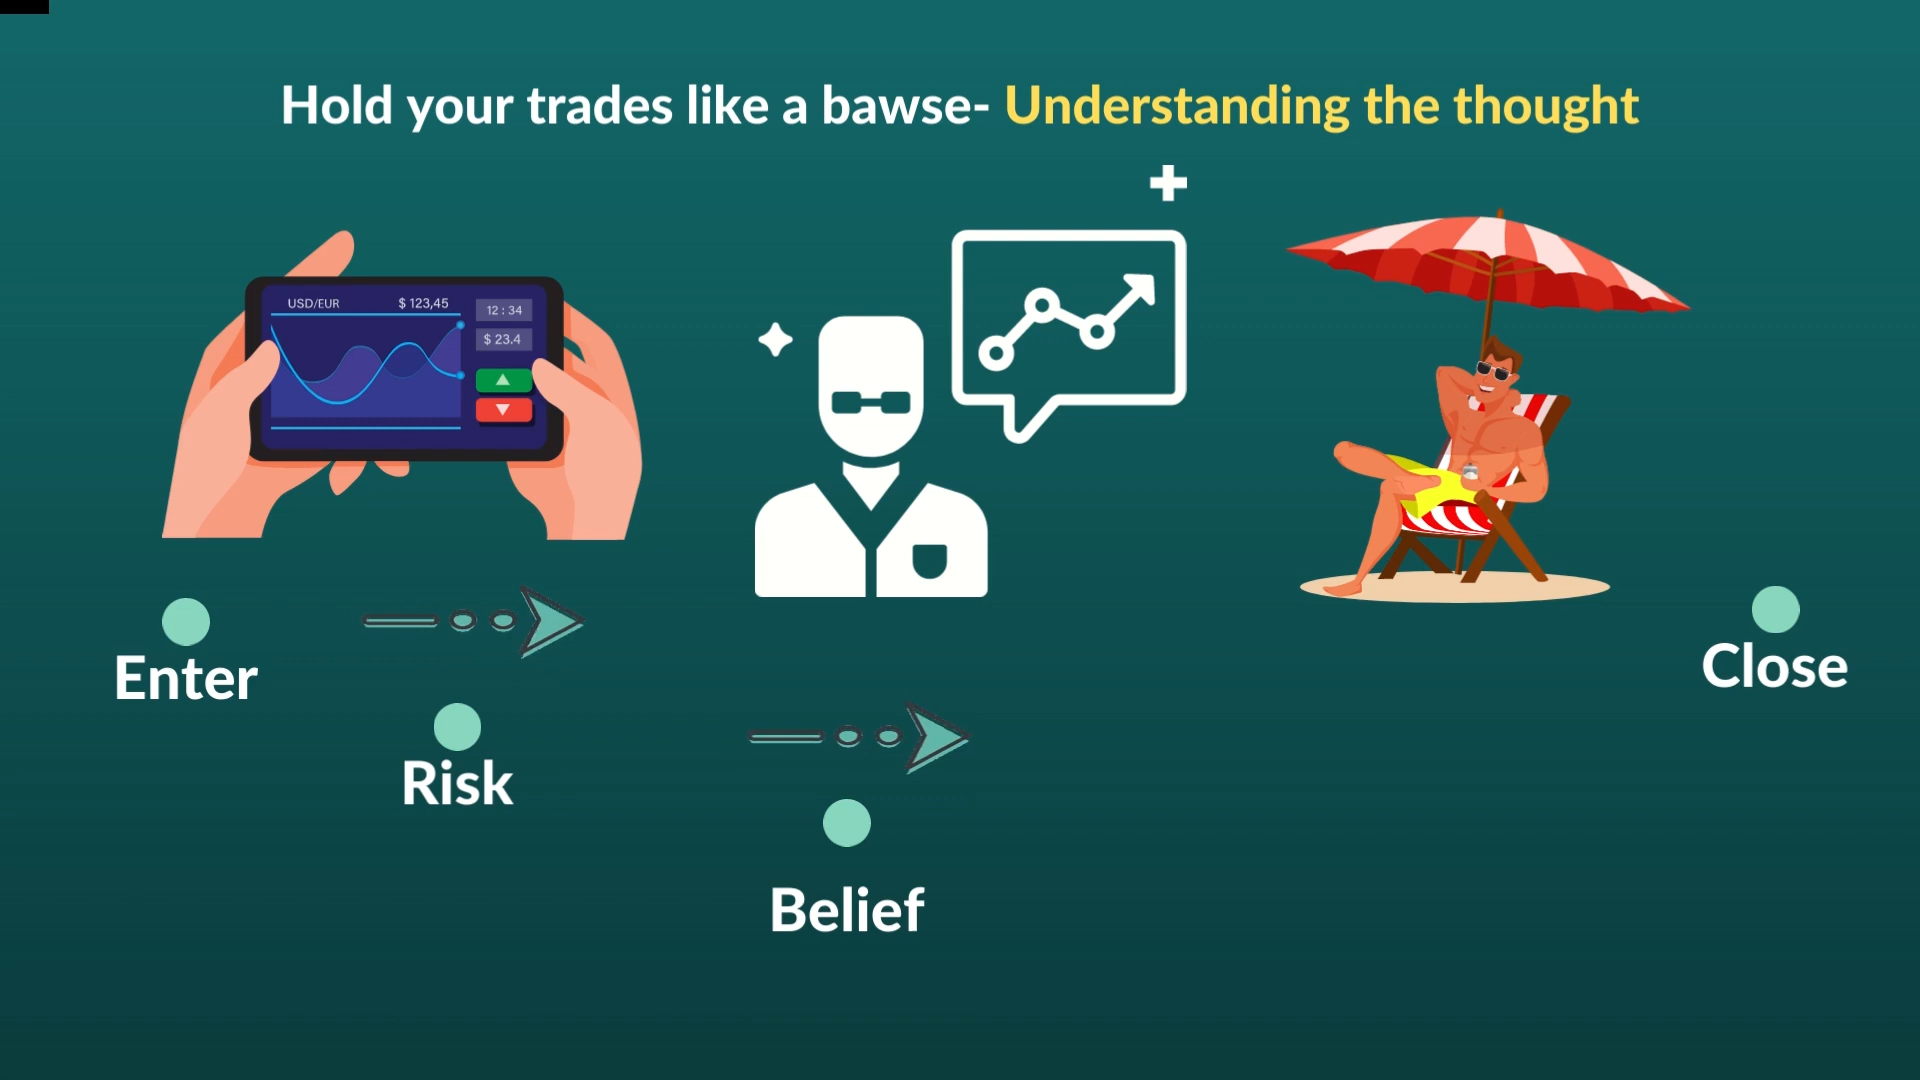 Hold your trades like a bawse- Understanding the thought
USD/EUR $ 123,45
12 : 34
$ 23.4
Enter
Risk
Belief
Close